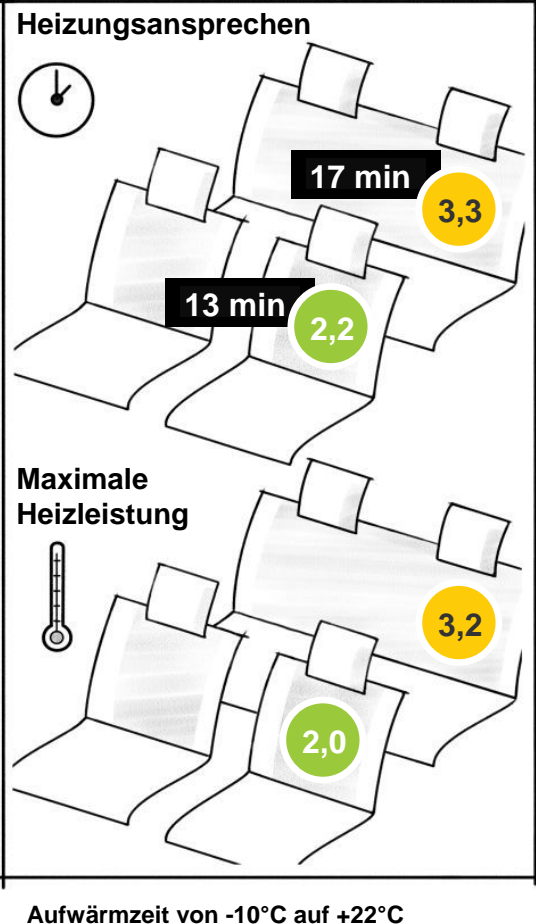 Heizungsansprechen
17 min
3,3
13 min
2,2
Maximale
Heizleistung
3,2
2,0
Aufwärmzeit von -10°C auf +22°C